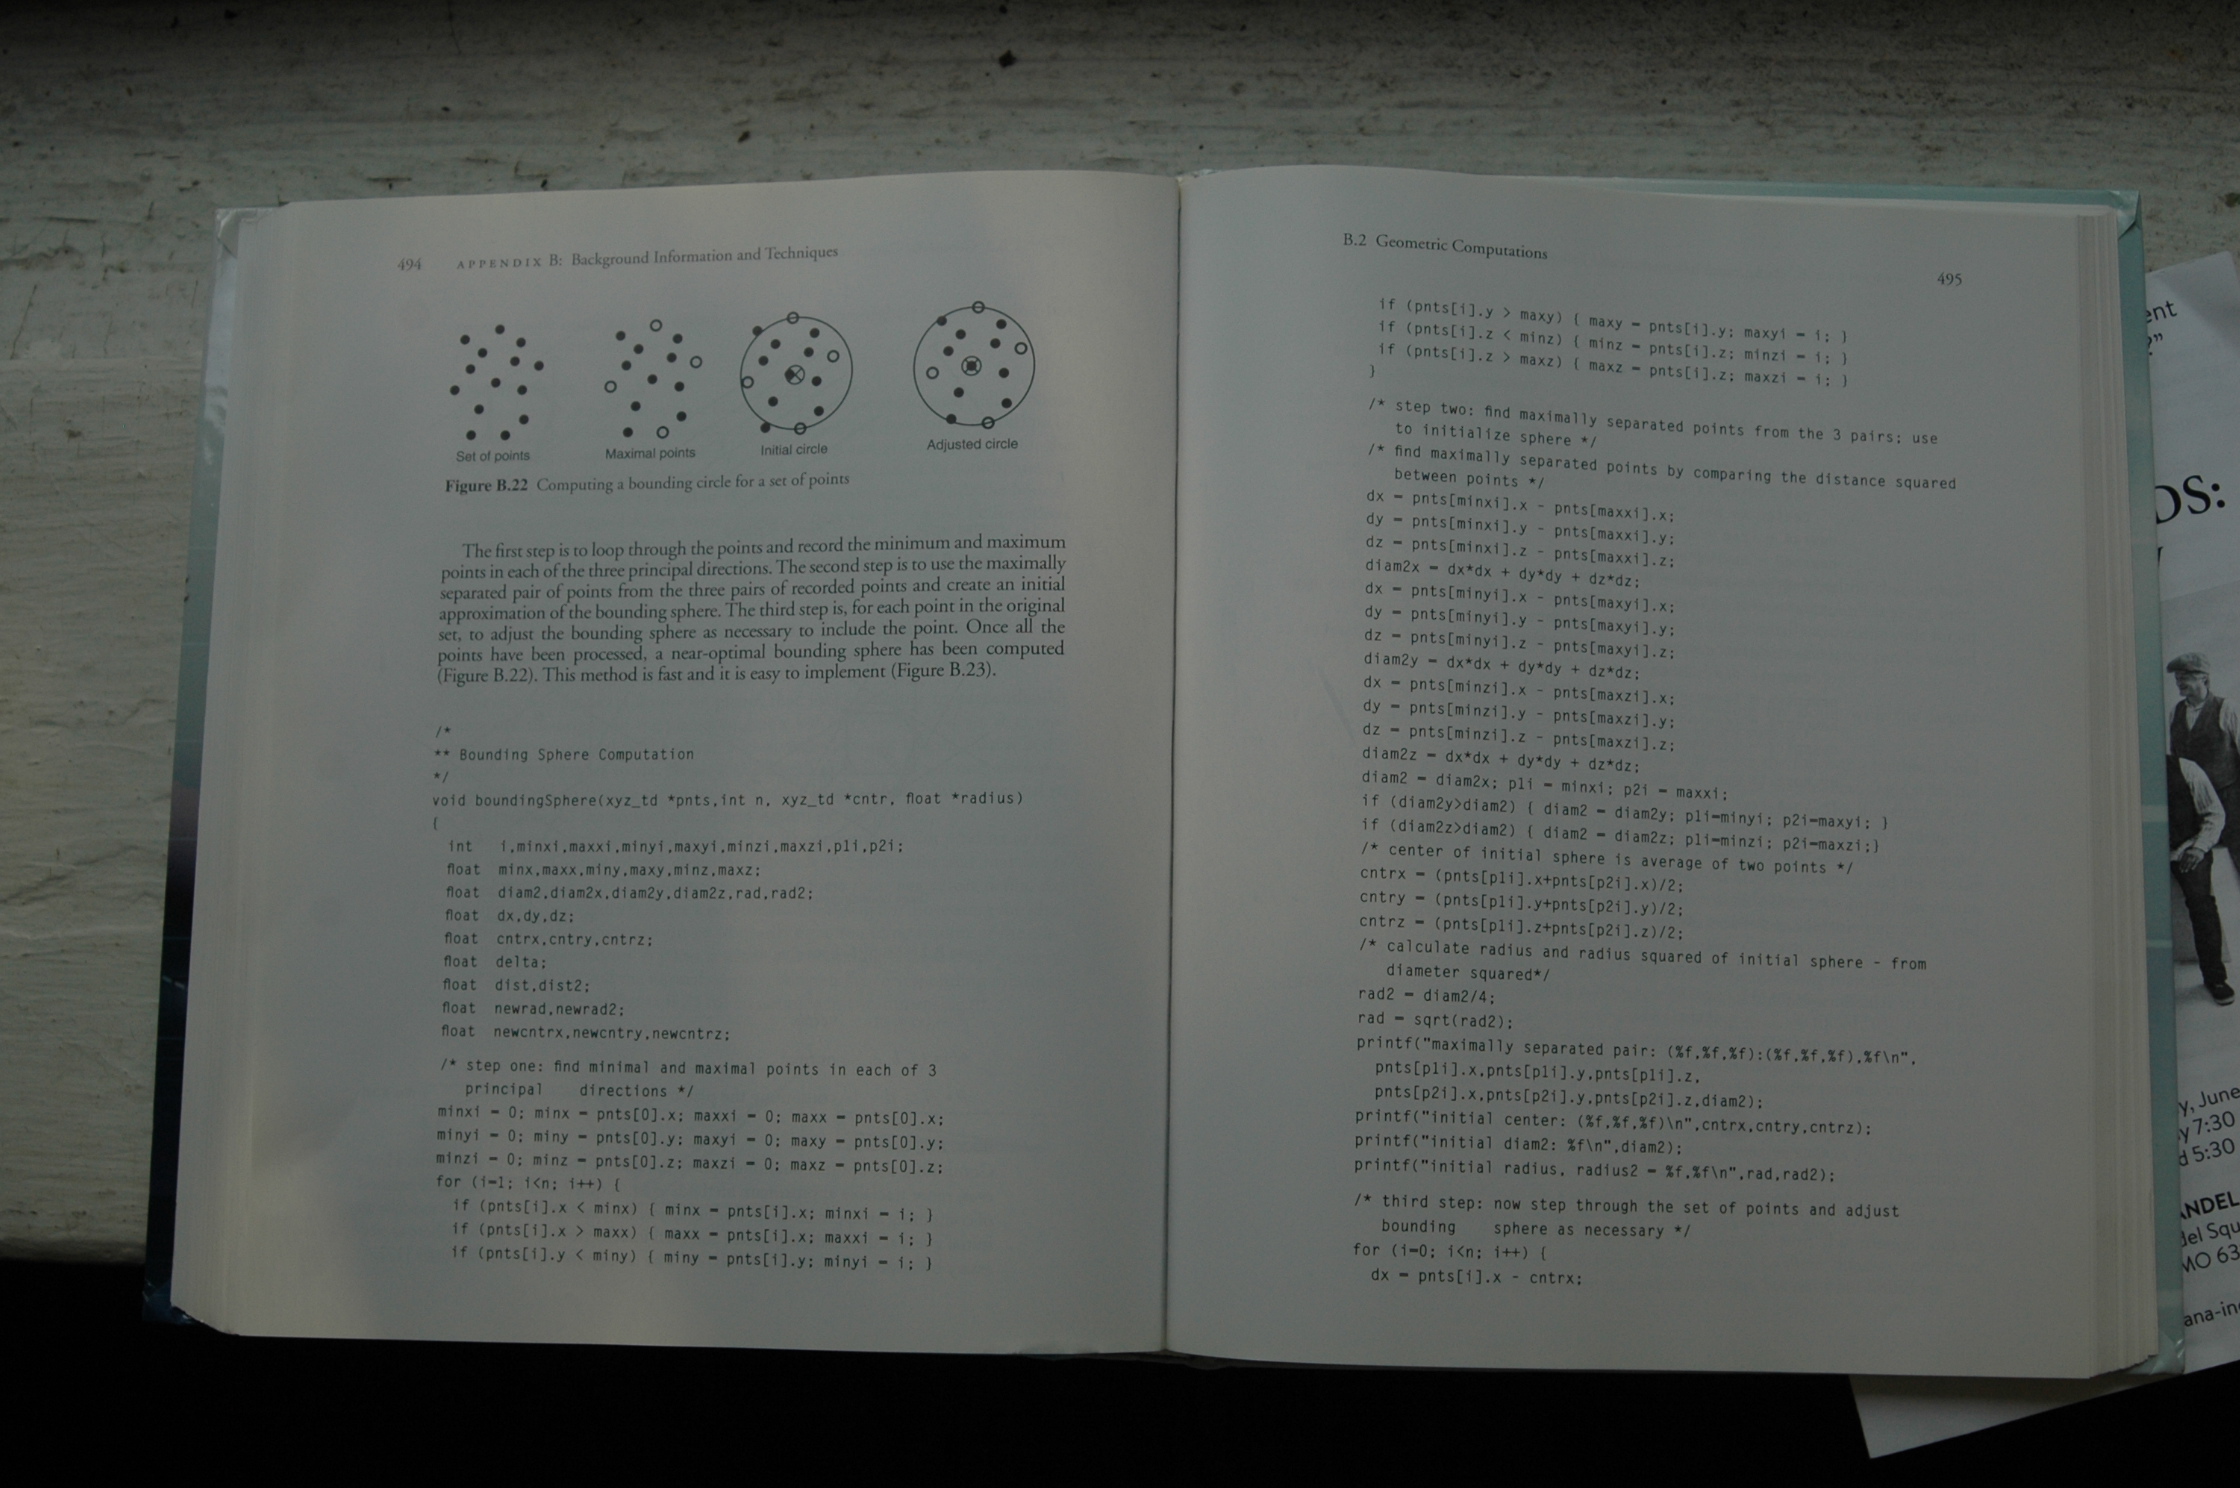 494 APPENDIX B: Background Information and Techniques
Set of points
Maximal points
Initial circle
Adjusted circle
Figure B.22 Computing a bounding circle for a set of points
The first step is to loop through the points and record the minimum and maximum
points in each of the three principal directions. The second step is to use the maximally
separated pair of points from the three pairs of recorded points and create an initial
approximation of the bounding sphere. The third step is, for each point in the original
set, to adjust the bounding sphere as necessary to include the point. Once all the
points have been processed, a near-optimal bounding sphere has been computed
(Figure B.22). This method is fast and it is easy to implement (Figure B.23).
/*
** Bounding Sphere Computation
*/
void boundingSphere(xyz_td *pnts,int n, xyz_td *cntr, float *radius)
{
int i,minxi,maxxi,minyi,maxyi,minzi,maxzi,p1i,p2i;
float minx,maxx,miny,maxy,minz,maxz;
float diam2,diam2x,diam2y,diam2z,rad,rad2;
float dx,dy,dz;
float cntrx,cntry,cntrz;
float delta;
float dist,dist2;
float newrad,newrad2;
float newcntrx,newcntry,newcntrz;
/* step one: find minimal and maximal points in each of 3
principal directions */
minxi = 0; minx = pnts[0].x; maxxi = 0; maxx = pnts[0].x;
minyi = 0; miny = pnts[0].y; maxyi = 0; maxy = pnts[0].y;
minzi = 0; minz = pnts[0].z; maxzi = 0; maxz = pnts[0].z;
for (i=1; i<n; i++) {
if (pnts[i].x < minx) { minx = pnts[i].x; minxi = i; }
if (pnts[i].x > maxx) { maxx = pnts[i].x; maxxi = i; }
if (pnts[i].y < miny) { miny = pnts[i].y; minyi = i; }
B.2 Geometric Computations 495
if (pnts[i].y > maxy) { maxy = pnts[i].y; maxyi = i; }
if (pnts[i].z < minz) { minz = pnts[i].z; minzi = i; }
if (pnts[i].z > maxz) { maxz = pnts[i].z; maxzi = i; }
}
/* step two: find maximally separated points from the 3 pairs; use
to initialize sphere */
/* find maximally separated points by comparing the distance squared
between points */
dx = pnts[minxi].x - pnts[maxxi].x;
dy = pnts[minxi].y - pnts[maxxi].y;
dz = pnts[minxi].z - pnts[maxxi].z;
diam2x = dx*dx + dy*dy + dz*dz;
dx = pnts[minyi].x - pnts[maxyi].x;
dy = pnts[minyi].y - pnts[maxyi].y;
dz = pnts[minyi].z - pnts[maxyi].z;
diam2y = dx*dx + dy*dy + dz*dz;
dx = pnts[minzi].x - pnts[maxzi].x;
dy = pnts[minzi].y - pnts[maxzi].y;
dz = pnts[minzi].z - pnts[maxzi].z;
diam2z = dx*dx + dy*dy + dz*dz;
diam2 = diam2x; p1i = minxi; p2i = maxxi;
if (diam2y>diam2) { diam2 = diam2y; p1i=minyi; p2i=maxyi; }
if (diam2z>diam2) { diam2 = diam2z; p1i=minzi; p2i=maxzi;}
/* center of initial sphere is average of two points */
cntrx = (pnts[p1i].x+pnts[p2i].x)/2;
cntry = (pnts[p1i].y+pnts[p2i].y)/2;
cntrz = (pnts[p1i].z+pnts[p2i].z)/2;
/* calculate radius and radius squared of initial sphere - from
diameter squared*/
rad2 = diam2/4;
rad = sqrt(rad2);
printf("maximally separated pair: (%f,%f,%f):(%f,%f,%f),%f\n",
pnts[p1i].x,pnts[p1i].y,pnts[p1i].z,
pnts[p2i].x,pnts[p2i].y,pnts[p2i].z,diam2);
printf("initial center: (%f,%f,%f)\n",cntrx,cntry,cntrz);
printf("initial diam2: %f\n",diam2);
printf("initial radius, radius2 = %f,%f\n",rad,rad2);
/* third step: now step through the set of points and adjust
bounding sphere as necessary */
for (i=0; i<n; i++) {
dx = pnts[i].x - cntrx;
ent
DS:
y, June
y 7:30
d 5:30
ANDEL
del Squ
MO 63
ana-in